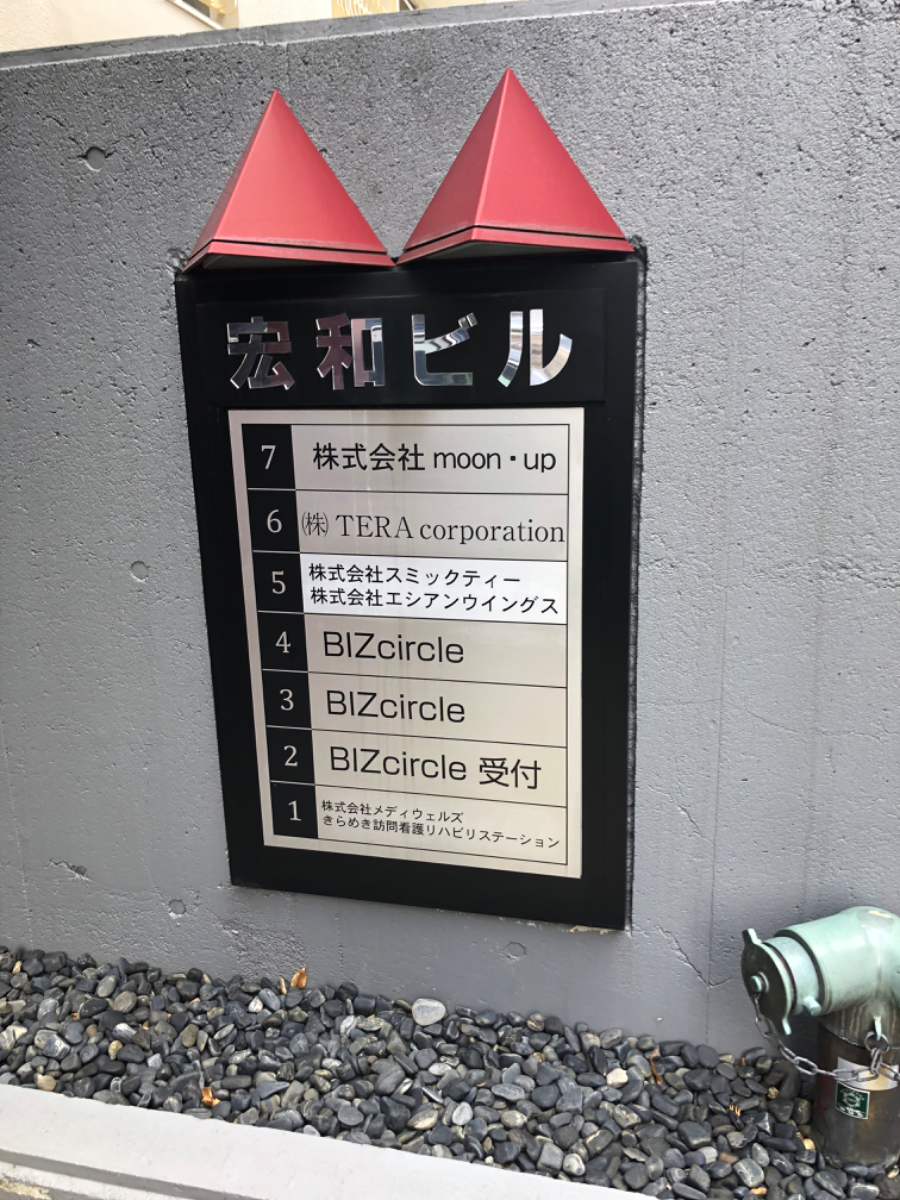 宏和ビル
7 株式会社 moon・up
6 ㈱ TERA corporation
5 株式会社スミックティー
株式会社エシアンウイングス
4 BIZcircle
3 BIZcircle
2 BIZcircle 受付
1 株式会社メディウェルズ
きらめき訪問看護リハビリステーション